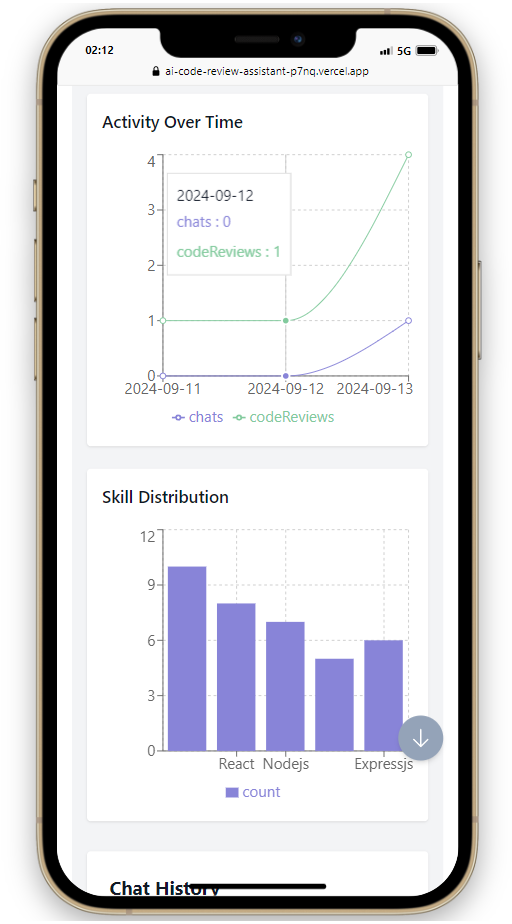 02:12
5G
ai-code-review-assistant-p7nq.vercel.app
Activity Over Time
4
3
2
1
0
2024-09-12
chats : 0
codeReviews : 1
2024-09-11 2024-09-12 2024-09-13
chats codeReviews
Skill Distribution
12
9
6
3
0
React Nodejs Expressjs
count
Chat History